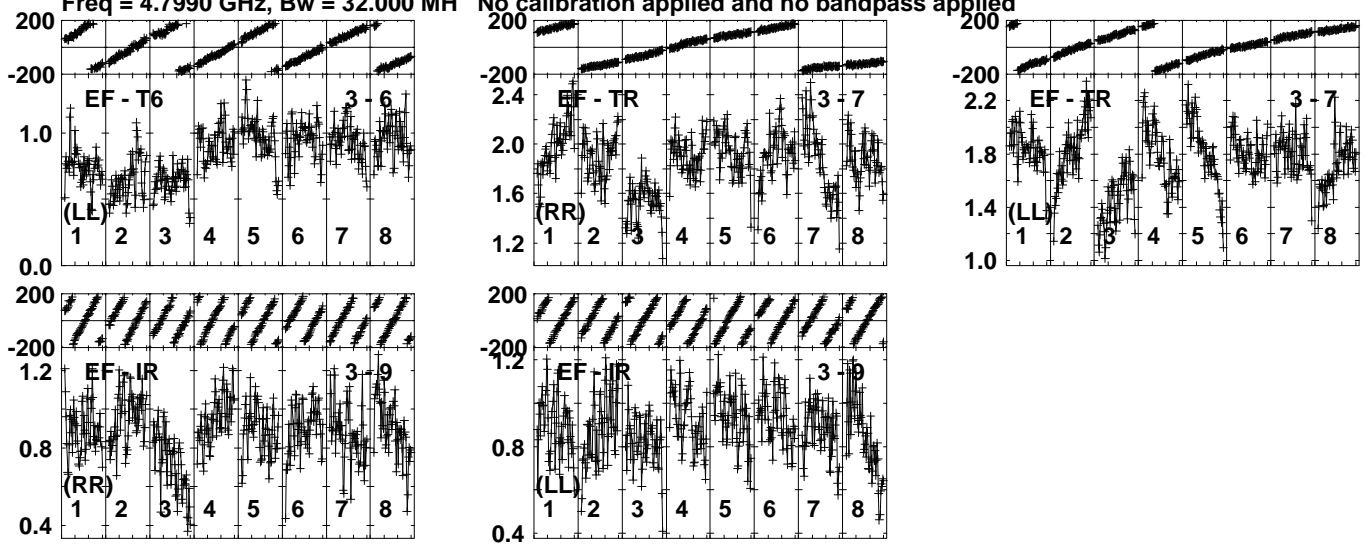 Freq = 4.7990 GHz, Bw = 32.000 MH No calibration applied and no bandpass applied
200
-200
EF - T6 3 - 6
1.0
(LL)
1 2 3 4 5 6 7 8
0.0
200
-200
2.4
EF - TR 3 - 7
2.0
1.6
(RR)
1.2
1 2 3 4 5 6 7 8
200
-200
2.2
EF - TR 3 - 7
1.8
1.4
(LL)
1.0
1 2 3 4 5 6 7 8
200
-200
1.2
EF - IR 3 - 9
0.8
(RR)
0.4
1 2 3 4 5 6 7 8
200
-200
1.2
EF - IR 3 - 9
0.8
(LL)
0.4
1 2 3 4 5 6 7 8